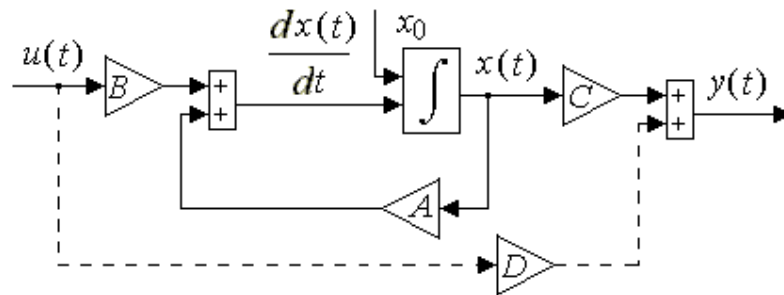 u(t)
B
+
+
dx(t)
dt
x0
∫
x(t)
C
+
+
y(t)
A
D